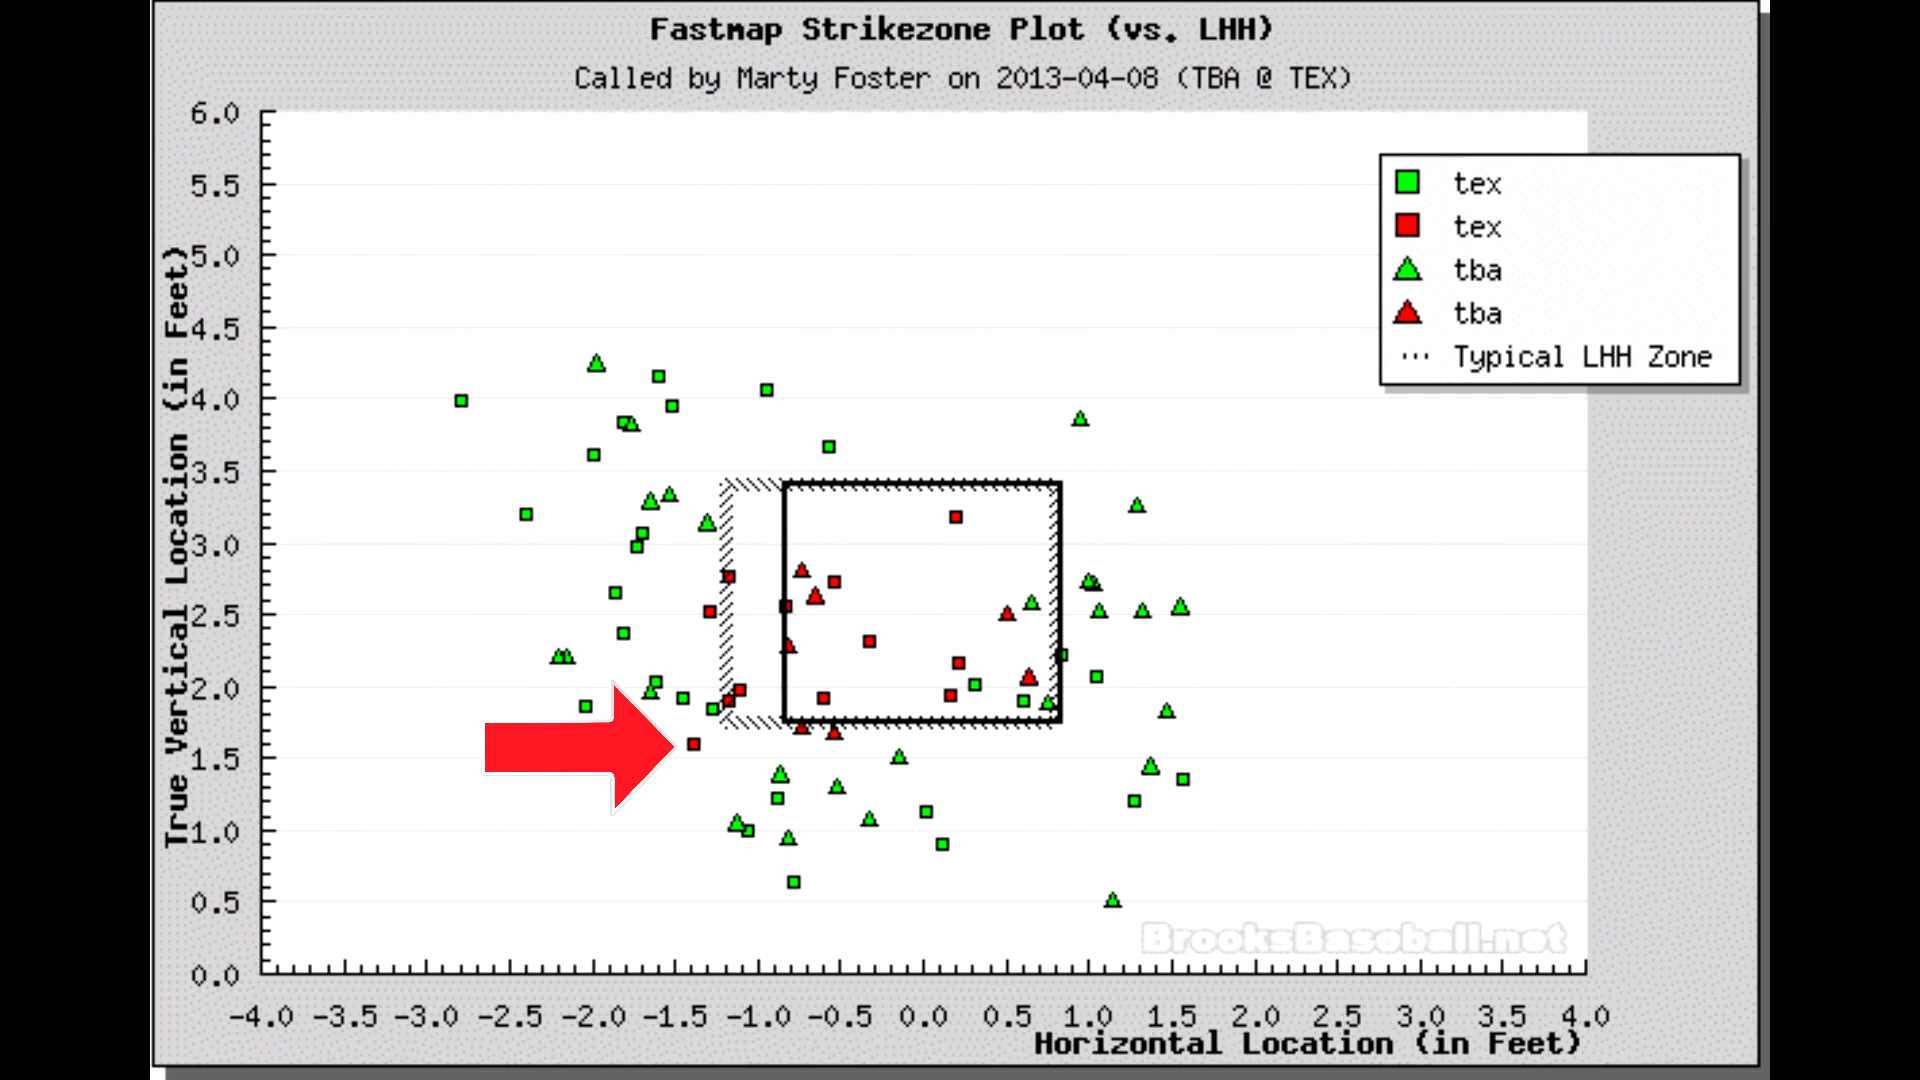 Fastmap Strikezone Plot (vs. LHH)
Called by Marty Foster on 2013-04-08 (TBA @ TEX)
True Vertical Location (in Feet)
6.0
5.5
5.0
4.5
4.0
3.5
3.0
2.5
2.0
1.5
1.0
0.5
0.0
tex
tex
tba
tba
Typical LHH Zone
BrooksBaseball.net
-4.0 -3.5 -3.0 -2.5 -2.0 -1.5 -1.0 -0.5 0.0 0.5 1.0 1.5 2.0 2.5 3.0 3.5 4.0
Horizontal Location (in Feet)